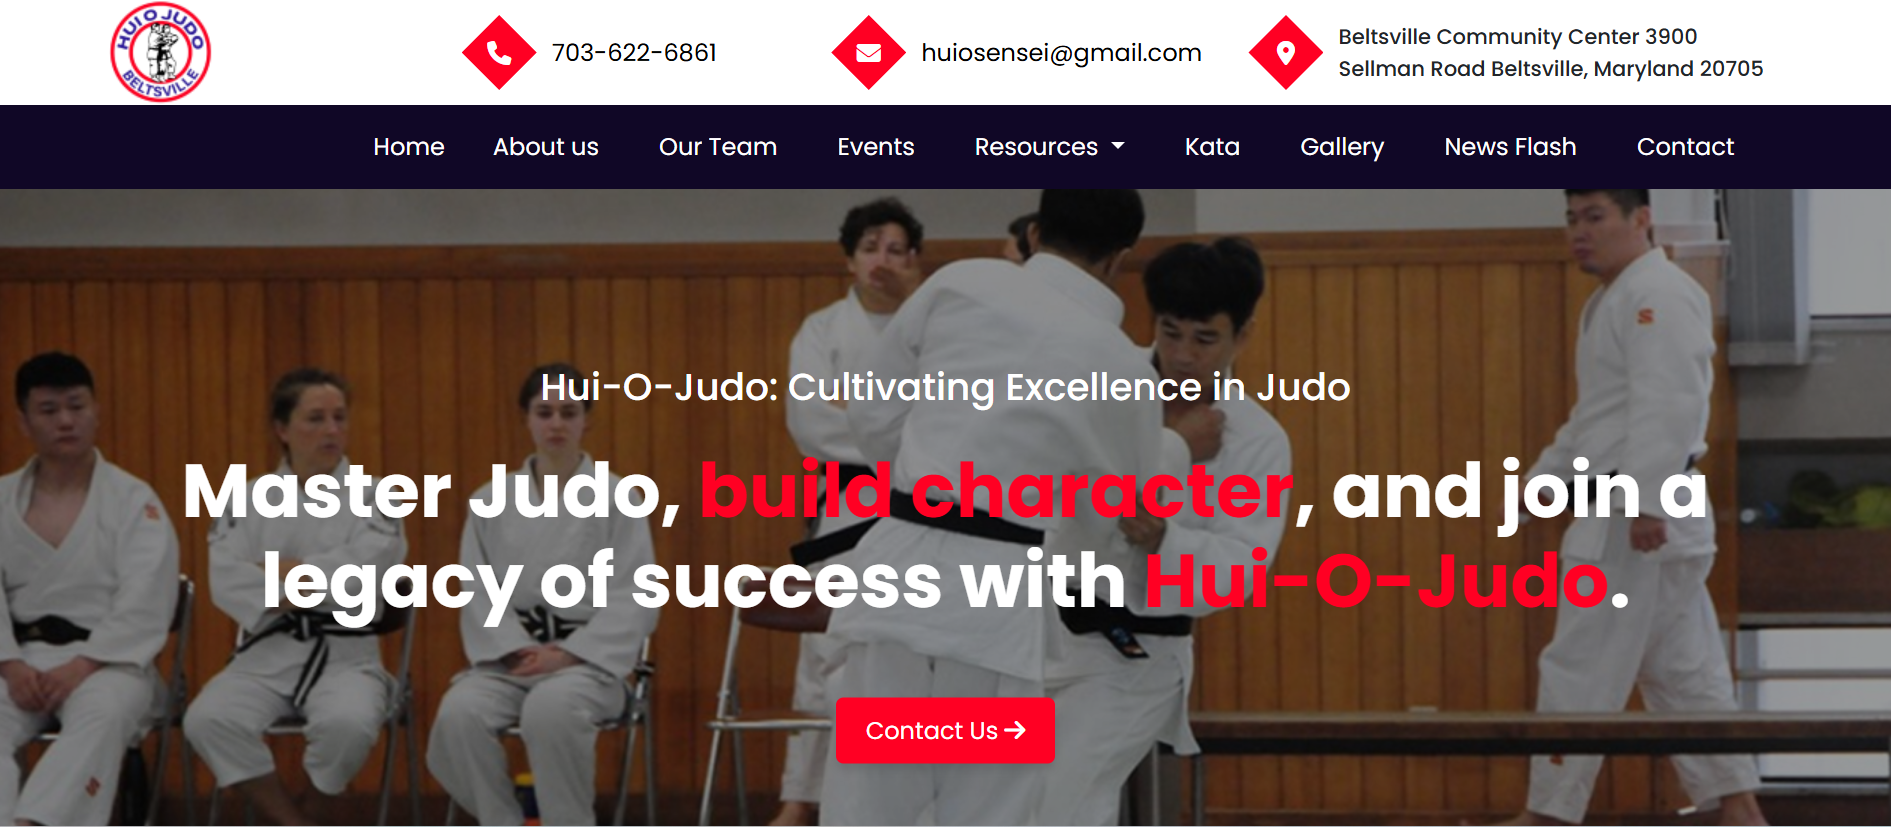 HUI O JUDO
BELTSVILLE
703-622-6861
huiosensei@gmail.com
Beltsville Community Center 3900
Sellman Road Beltsville, Maryland 20705
Home About us Our Team Events Resources Kata Gallery News Flash Contact
Hui-O-Judo: Cultivating Excellence in Judo
Master Judo, build character, and join a
legacy of success with Hui-O-Judo.
Contact Us